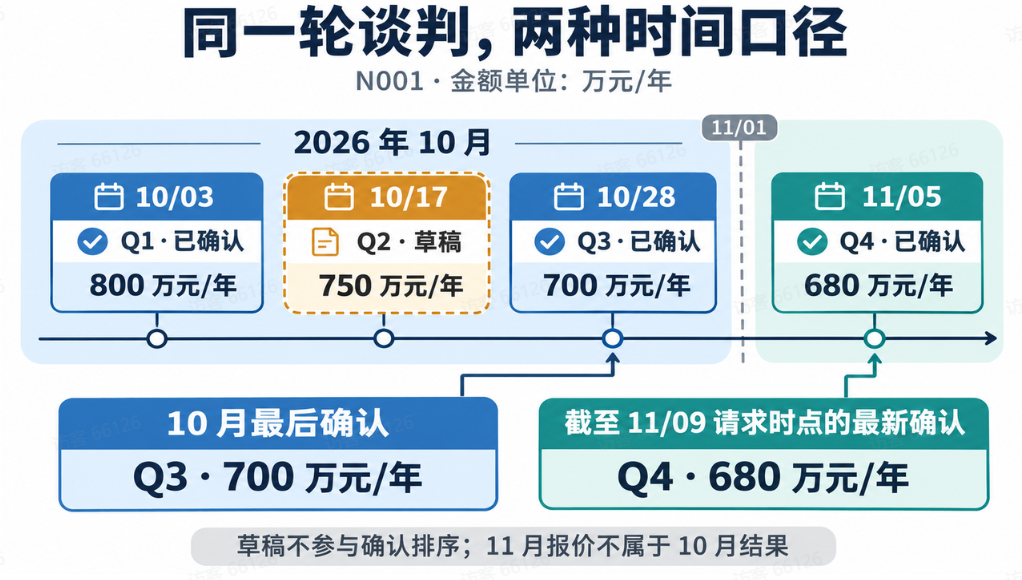 同一轮谈判，两种时间口径
N001 · 金额单位：万元/年
11/01
2026 年 10 月
10/03
Q1 · 已确认
800 万元/年
10/17
Q2 · 草稿
750 万元/年
10/28
Q3 · 已确认
700 万元/年
11/05
Q4 · 已确认
680 万元/年
10 月最后确认
Q3 · 700 万元/年
截至 11/09 请求时点的最新确认
Q4 · 680 万元/年
草稿不参与确认排序；11 月报价不属于 10 月结果
访客 66126